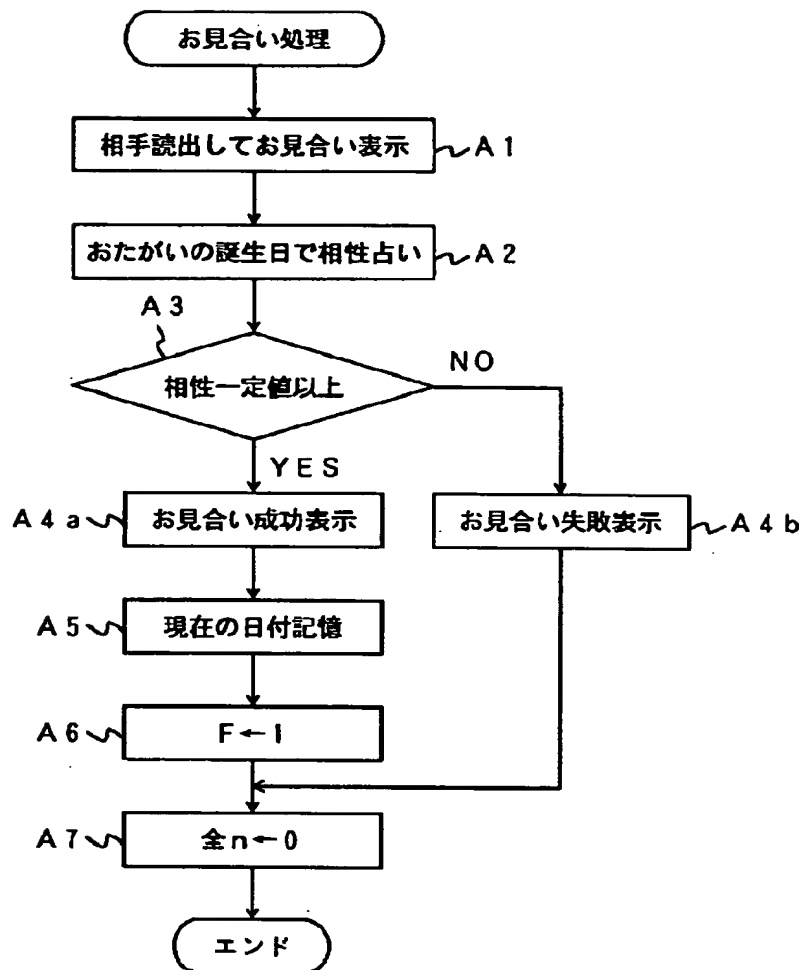 お見合い処理
相手読出してお見合い表示
A1
おたがいの誕生日で相性占い
A2
A3
相性一定値以上
NO
YES
A4a
お見合い成功表示
お見合い失敗表示
A4b
A5
現在の日付記憶
A6
F←1
A7
全n←0
エンド